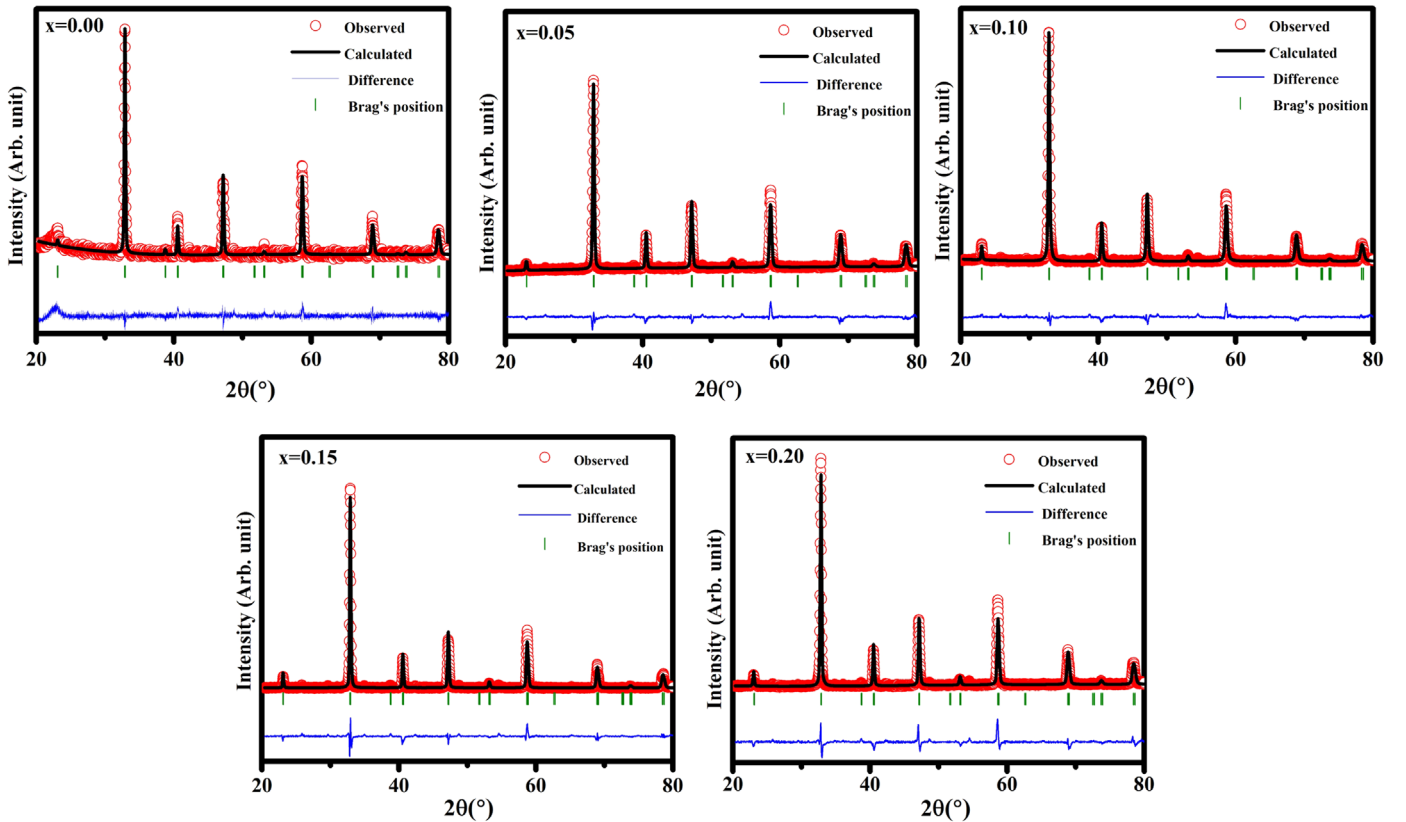 x=0.00
Observed
Calculated
Difference
Brag's position
Intensity (Arb. unit)
20 40 60 80
2θ(°)
x=0.05
Observed
Calculated
Difference
Brag's position
Intensity (Arb. unit)
20 40 60 80
2θ(°)
x=0.10
Observed
Calculated
Difference
Brag's position
Intensity (Arb. unit)
20 40 60 80
2θ(°)
x=0.15
Observed
Calculated
Difference
Brag's position
Intensity (Arb. unit)
20 40 60 80
2θ(°)
x=0.20
Observed
Calculated
Difference
Brag's position
Intensity (Arb. unit)
20 40 60 80
2θ(°)